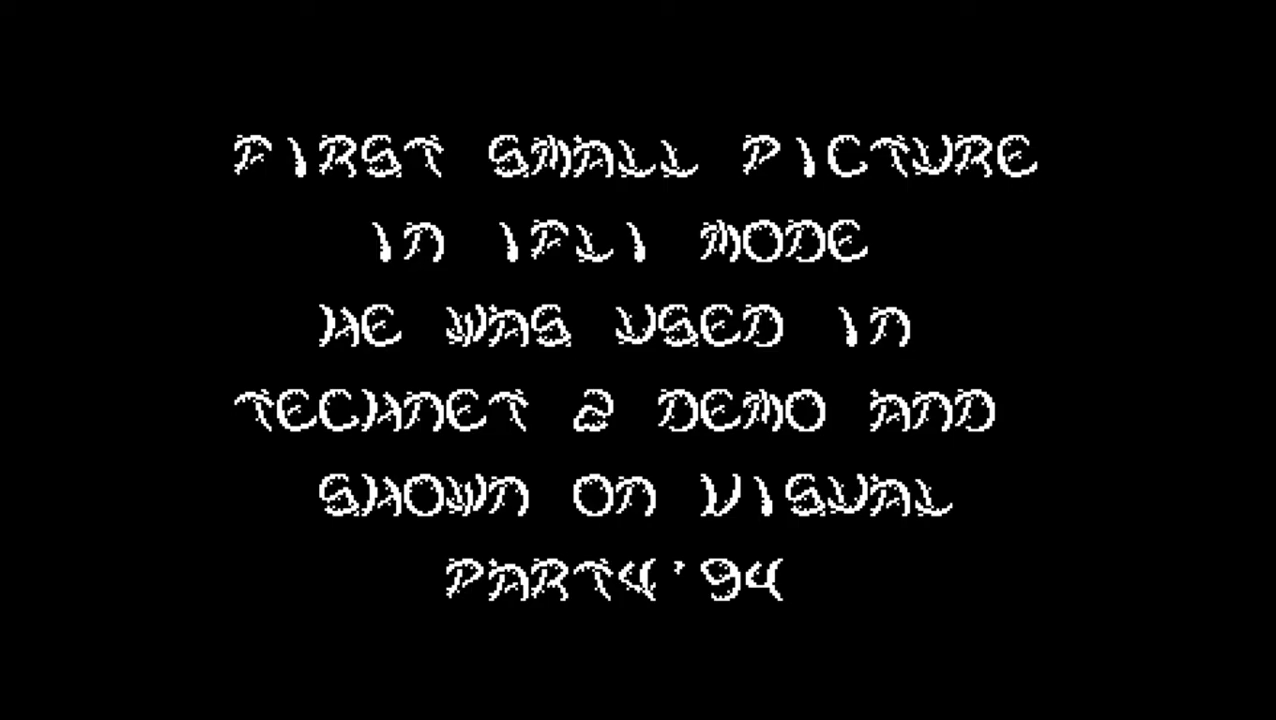 FIRST SMALL PICTURE
IN IFLI MODE
HE WAS USED IN
TECHNET 2 DEMO AND
SHOWN ON VISUAL
PARTY'94